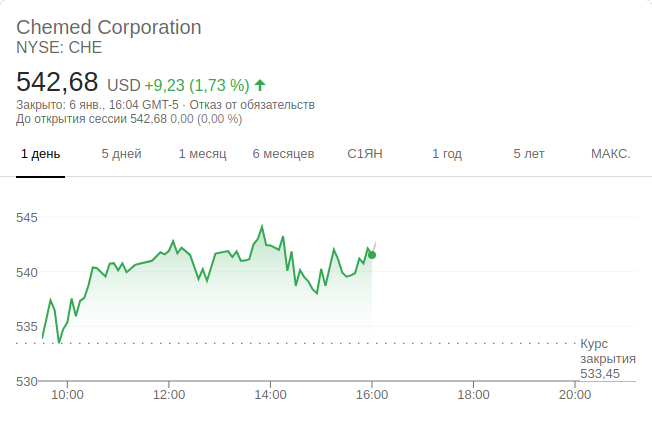 Chemed Corporation
NYSE: CHE
542,68 USD +9,23 (1,73 %)
Закрыто: 6 янв., 16:04 GMT-5 · Отказ от обязательств
До открытия сессии 542,68 0,00 (0,00 %)
1 день 5 дней 1 месяц 6 месяцев С1ЯН 1 год 5 лет МАКС.
545
540
535
530
Курс
закрытия
533,45
10:00 12:00 14:00 16:00 18:00 20:00